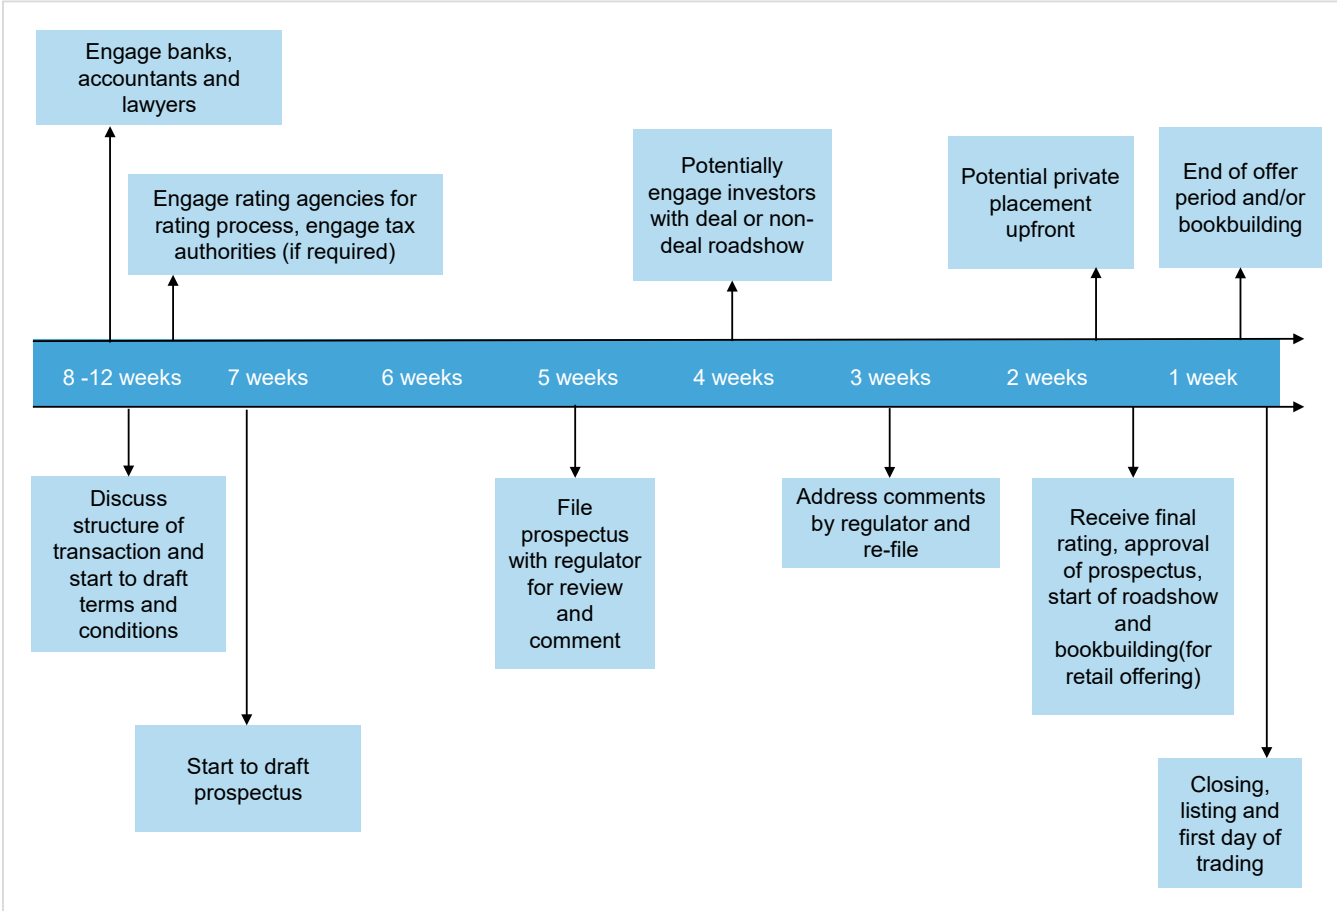 Engage banks,
accountants and
lawyers
Engage rating agencies for
rating process, engage tax
authorities (if required)
Potentially
engage investors
with deal or non-
deal roadshow
Potential private
placement
upfront
End of offer
period and/or
bookbuilding
8 -12 weeks
7 weeks
6 weeks
5 weeks
4 weeks
3 weeks
2 weeks
1 week
Discuss
structure of
transaction and
start to draft
terms and
conditions
Start to draft
prospectus
File
prospectus
with regulator
for review
and
comment
Address comments
by regulator and
re-file
Receive final
rating, approval
of prospectus,
start of roadshow
and
bookbuilding(for
retail offering)
Closing,
listing and
first day of
trading